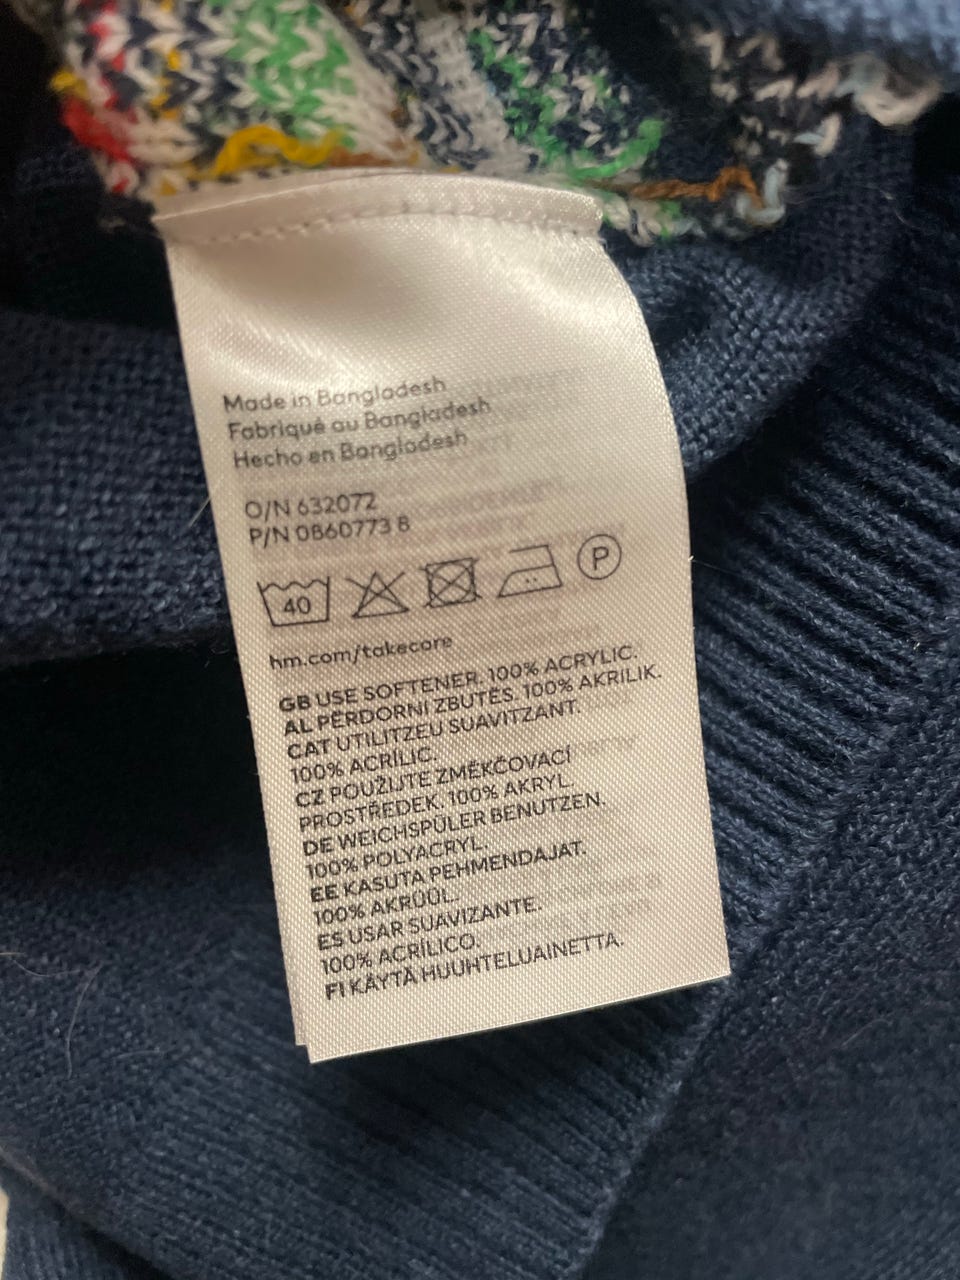 Made in Bangladesh
Fabriqué au Bangladesh
Hecho en Bangladesh
O/N 632072
P/N 0860773 8
40
P
hm.com/takecare
GB USE SOFTENER. 100% ACRYLIC.
AL PËRDORNI ZBUTËS. 100% AKRILIK.
CAT UTILITZEU SUAVITZANT.
100% ACRÍLIC.
CZ POUŽIJTE ZMĚKČOVACÍ
PROSTŘEDEK. 100% AKRYL.
DE WEICHSPÜLER BENUTZEN.
100% POLYACRYL.
EE KASUTA PEHMENDAJAT.
100% AKRÜÜL.
ES USAR SUAVIZANTE.
100% ACRÍLICO.
FI KÄYTÄ HUUHTELUAINETTA.